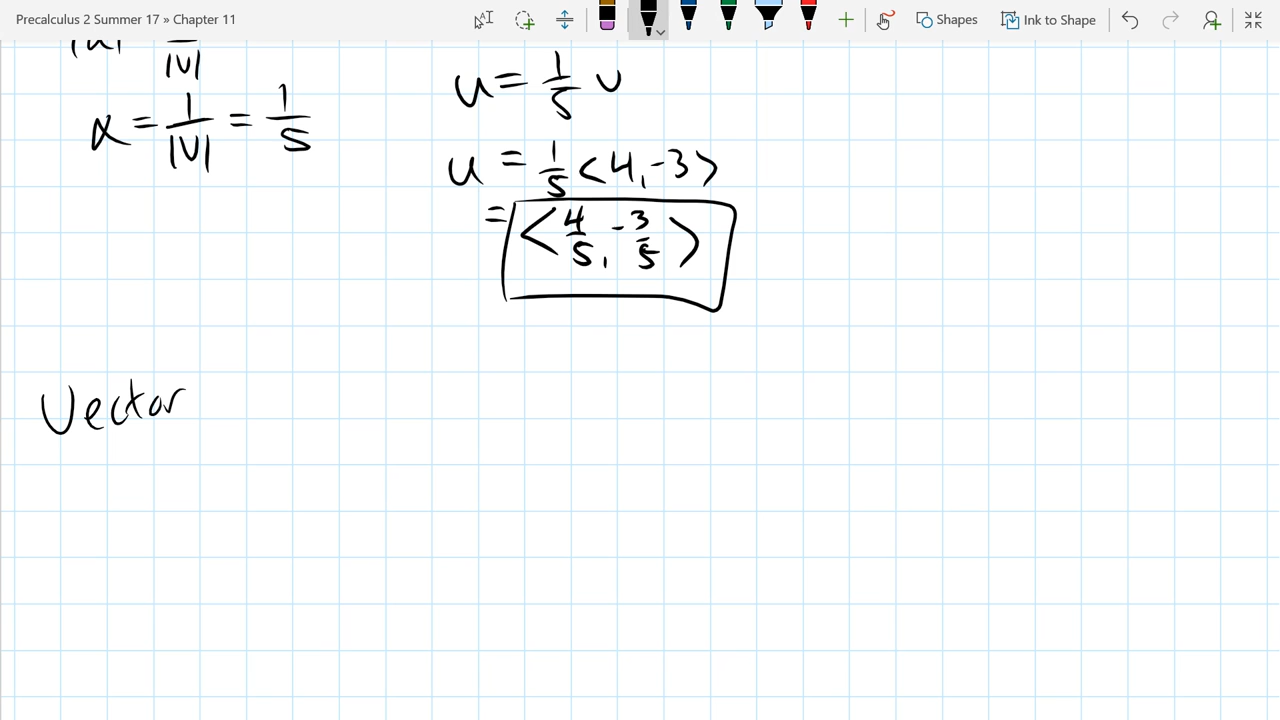 Precalculus 2 Summer 17 » Chapter 11
Shapes
Ink to Shape
|V|
α = 1/|V| = 1/5
u = 1/5 v
u = 1/5 <4, -3>
= <4/5, -3/5>
Vector